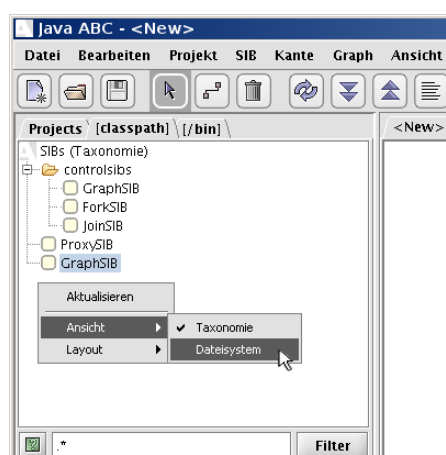 Java ABC - <New>
Datei Bearbeiten Projekt SIB Kante Graph Ansicht
Projects [classpath] [/bin] <New>
SIBs (Taxonomie)
controlsibs
GraphSIB
ForkSIB
JoinSIB
ProxySIB
GraphSIB
Aktualisieren
Ansicht Taxonomie
Layout Dateisystem
.* Filter